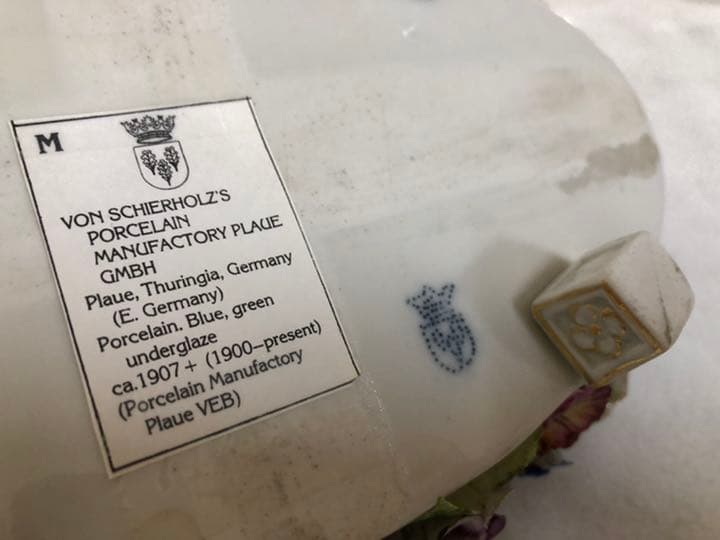 M
VON SCHIERHOLZ'S
PORCELAIN
MANUFACTORY PLAUE
GMBH
Plaue, Thuringia, Germany
(E. Germany)
Porcelain. Blue, green
underglaze
ca.1907+ (1900–present)
(Porcelain Manufactory
Plaue VEB)